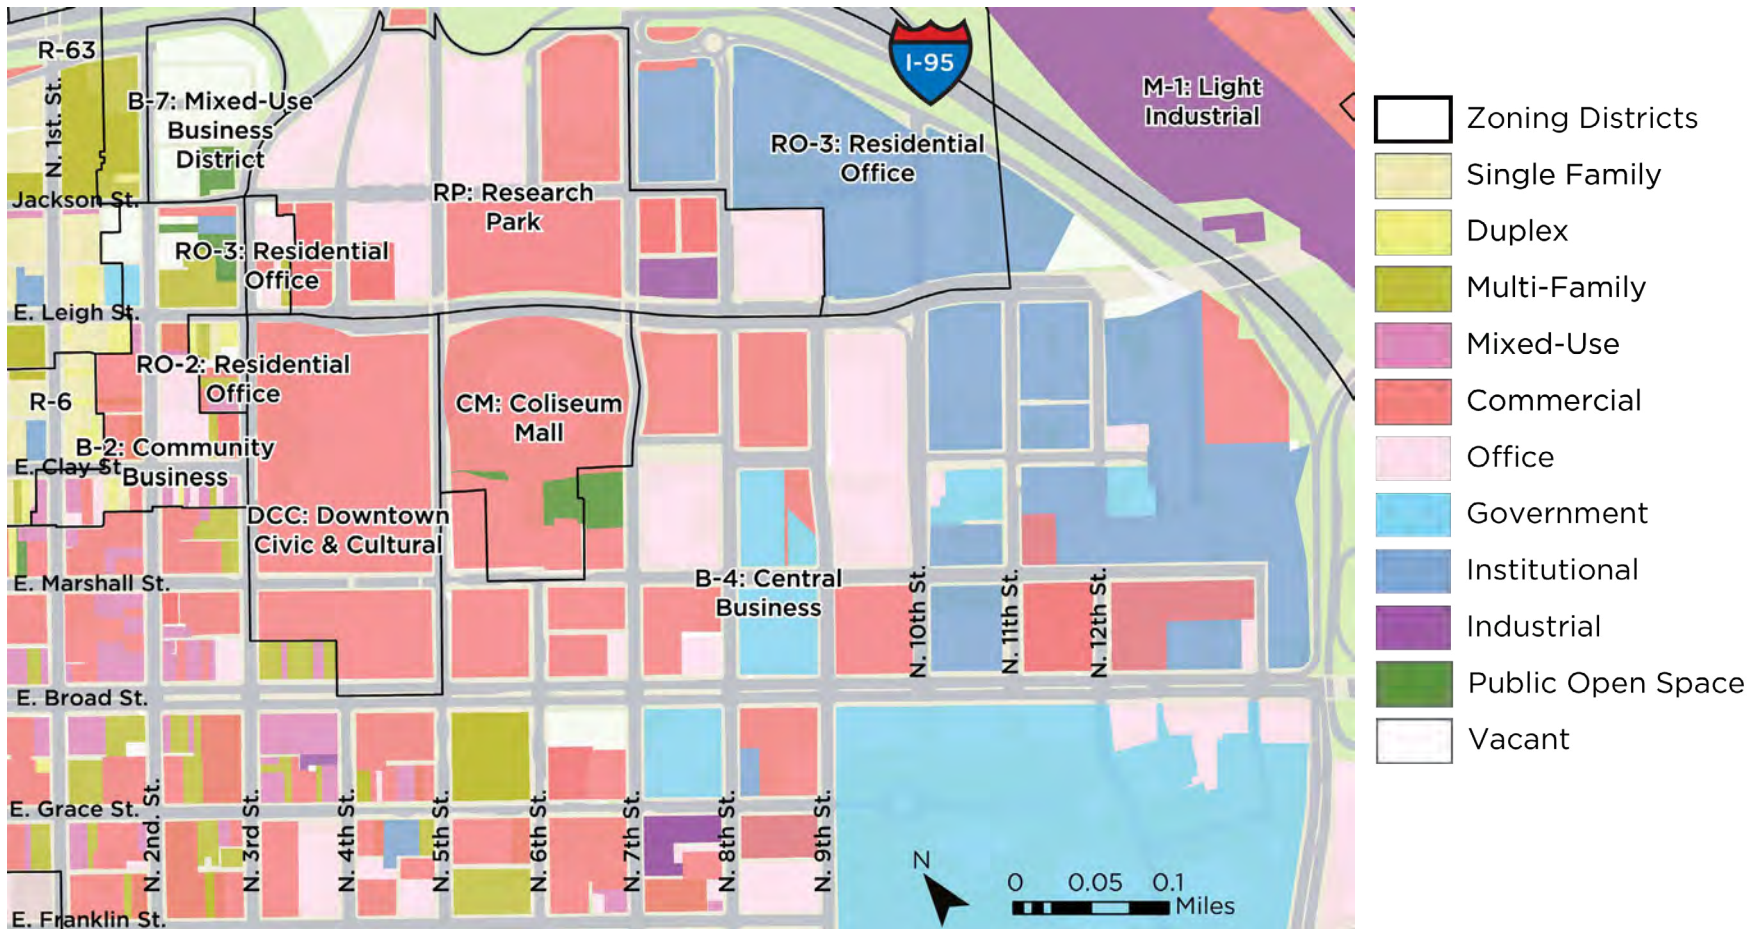 R-63
N. 1st. St.
B-7: Mixed-Use
Business
District
I-95
M-1: Light
Industrial
RO-3: Residential
Office
RP: Research
Park
Jackson St.
RO-3: Residential
Office
E. Leigh St.
RO-2: Residential
Office
R-6
CM: Coliseum
Mall
B-2: Community
Business
E. Clay St.
DCC: Downtown
Civic & Cultural
E. Marshall St.
B-4: Central
Business
N. 10th St.
N. 11th St.
N. 12th St.
E. Broad St.
E. Grace St.
N. 2nd. St.
N. 3rd St.
N. 4th St.
N. 5th St.
N. 6th St.
N. 7th St.
N. 8th St.
N. 9th St.
E. Franklin St.
N
0 0.05 0.1
Miles
Zoning Districts
Single Family
Duplex
Multi-Family
Mixed-Use
Commercial
Office
Government
Institutional
Industrial
Public Open Space
Vacant